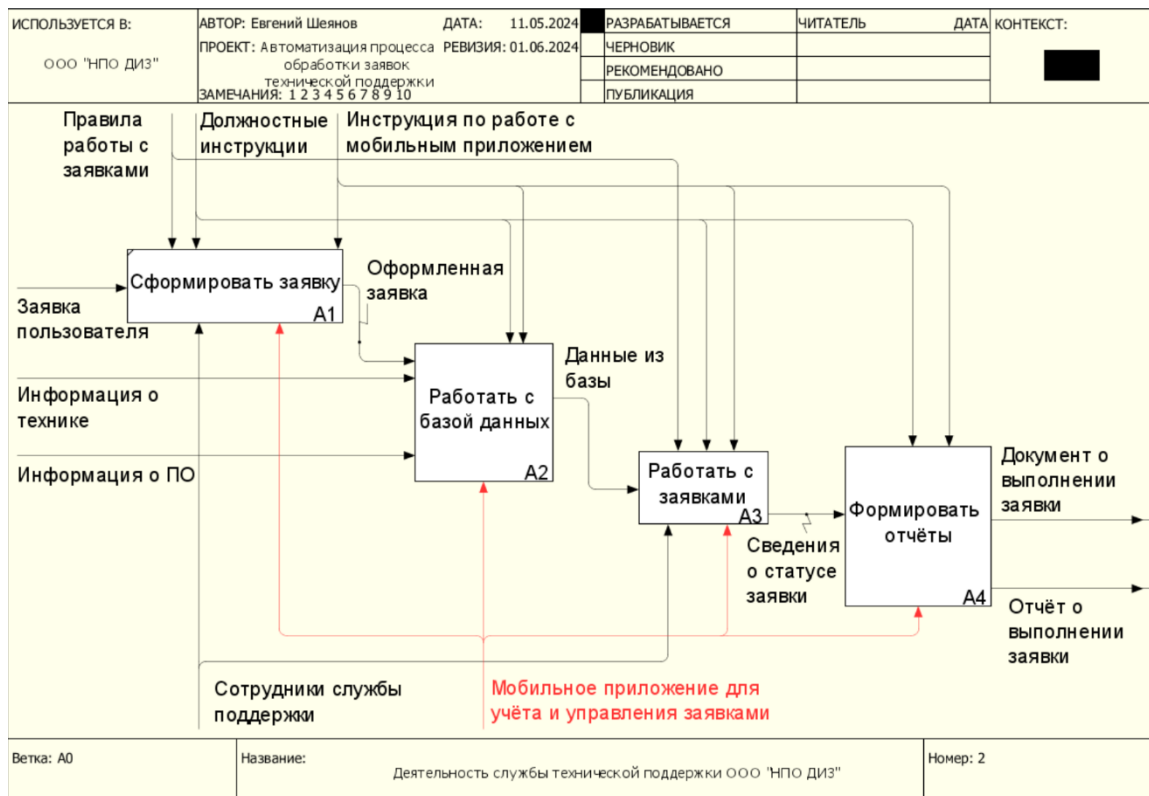 ИСПОЛЬЗУЕТСЯ В:
ООО "НПО ДИЗ"
АВТОР: Евгений Шеянов
ДАТА: 11.05.2024
ПРОЕКТ: Автоматизация процесса
обработки заявок
технической поддержки
РЕВИЗИЯ: 01.06.2024
ЗАМЕЧАНИЯ: 1 2 3 4 5 6 7 8 9 10
РАЗРАБАТЫВАЕТСЯ
ЧЕРНОВИК
РЕКОМЕНДОВАНО
ПУБЛИКАЦИЯ
ЧИТАТЕЛЬ
ДАТА
КОНТЕКСТ:
Правила
работы с
заявками
Должностные
инструкции
Инструкция по работе с
мобильным приложением
Сформировать заявку
A1
Оформленная
заявка
Заявка
пользователя
Информация о
технике
Информация о ПО
Работать с
базой данных
A2
Данные из
базы
Работать с
заявками
A3
Сведения
о статусе
заявки
Формировать
отчёты
A4
Документ о
выполнении
заявки
Отчёт о
выполнении
заявки
Сотрудники службы
поддержки
Мобильное приложение для
учёта и управления заявками
Ветка: A0
Название:
Деятельность службы технической поддержки ООО "НПО ДИЗ"
Номер: 2